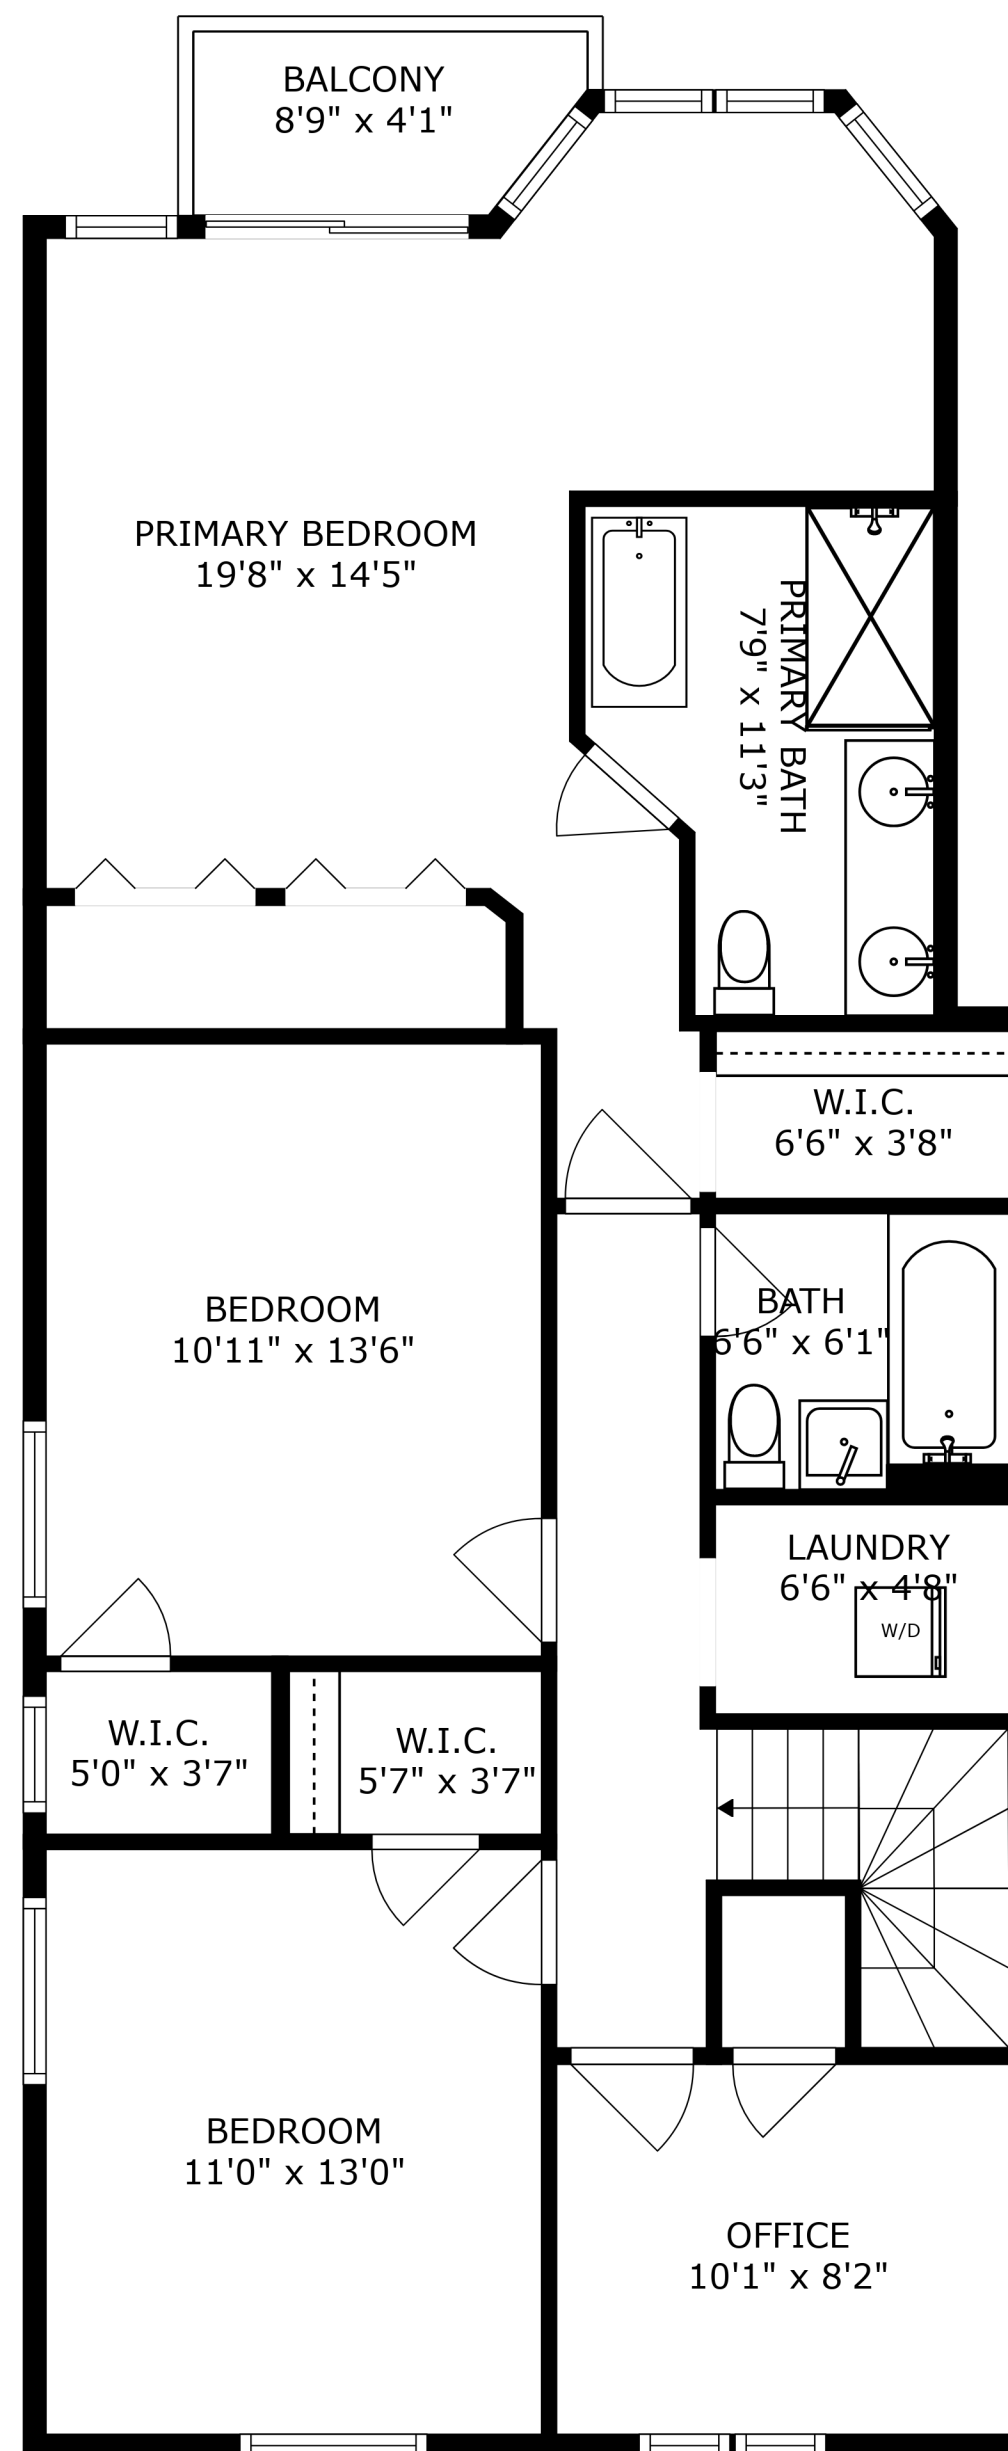 BALCONY
8'9" x 4'1"
PRIMARY BEDROOM
19'8" x 14'5"
PRIMARY BATH
7'9" x 11'3"
W.I.C.
6'6" x 3'8"
BEDROOM
10'11" x 13'6"
BATH
6'6" x 6'1"
LAUNDRY
6'6" x 4'8"
W/D
W.I.C.
5'0" x 3'7"
W.I.C.
5'7" x 3'7"
BEDROOM
11'0" x 13'0"
OFFICE
10'1" x 8'2"